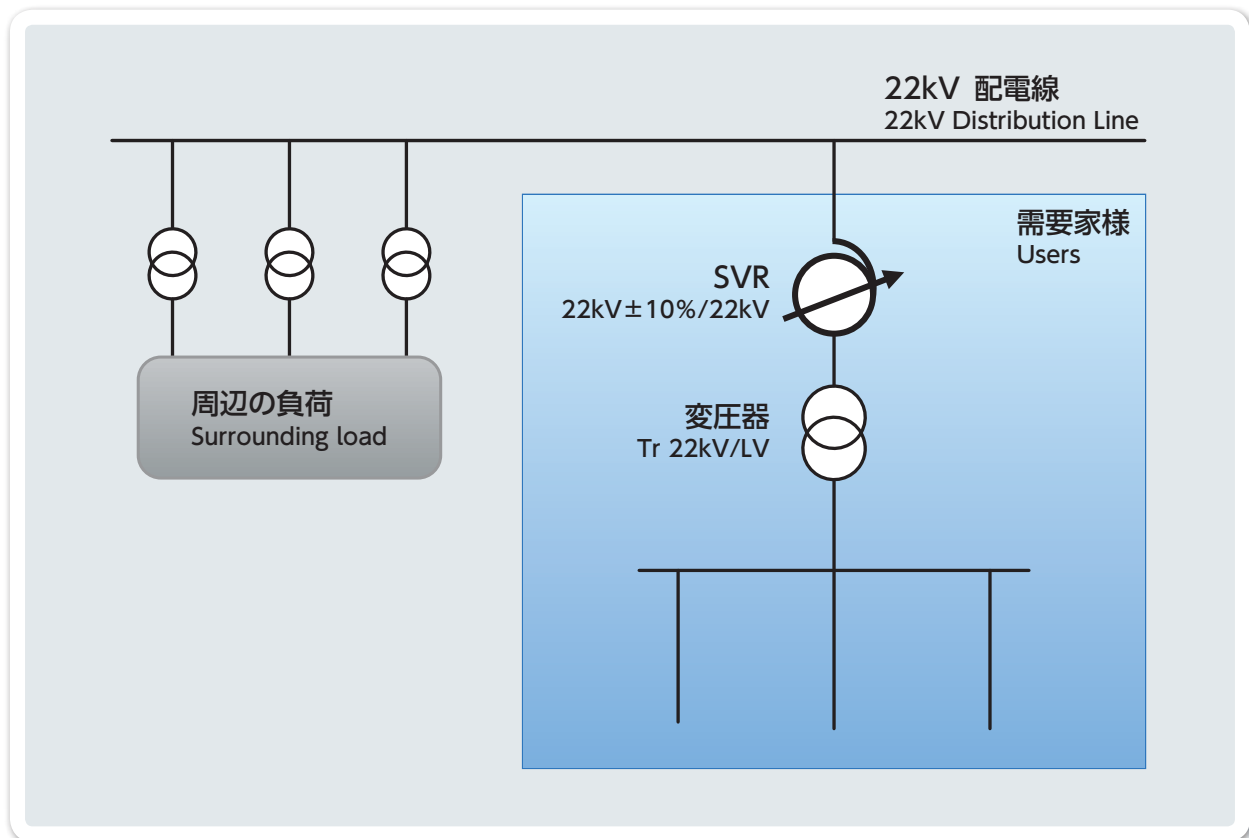 22kV 配電線
22kV Distribution Line
需要家様
Users
SVR
22kV±10%/22kV
周辺の負荷
Surrounding load
変圧器
Tr 22kV/LV